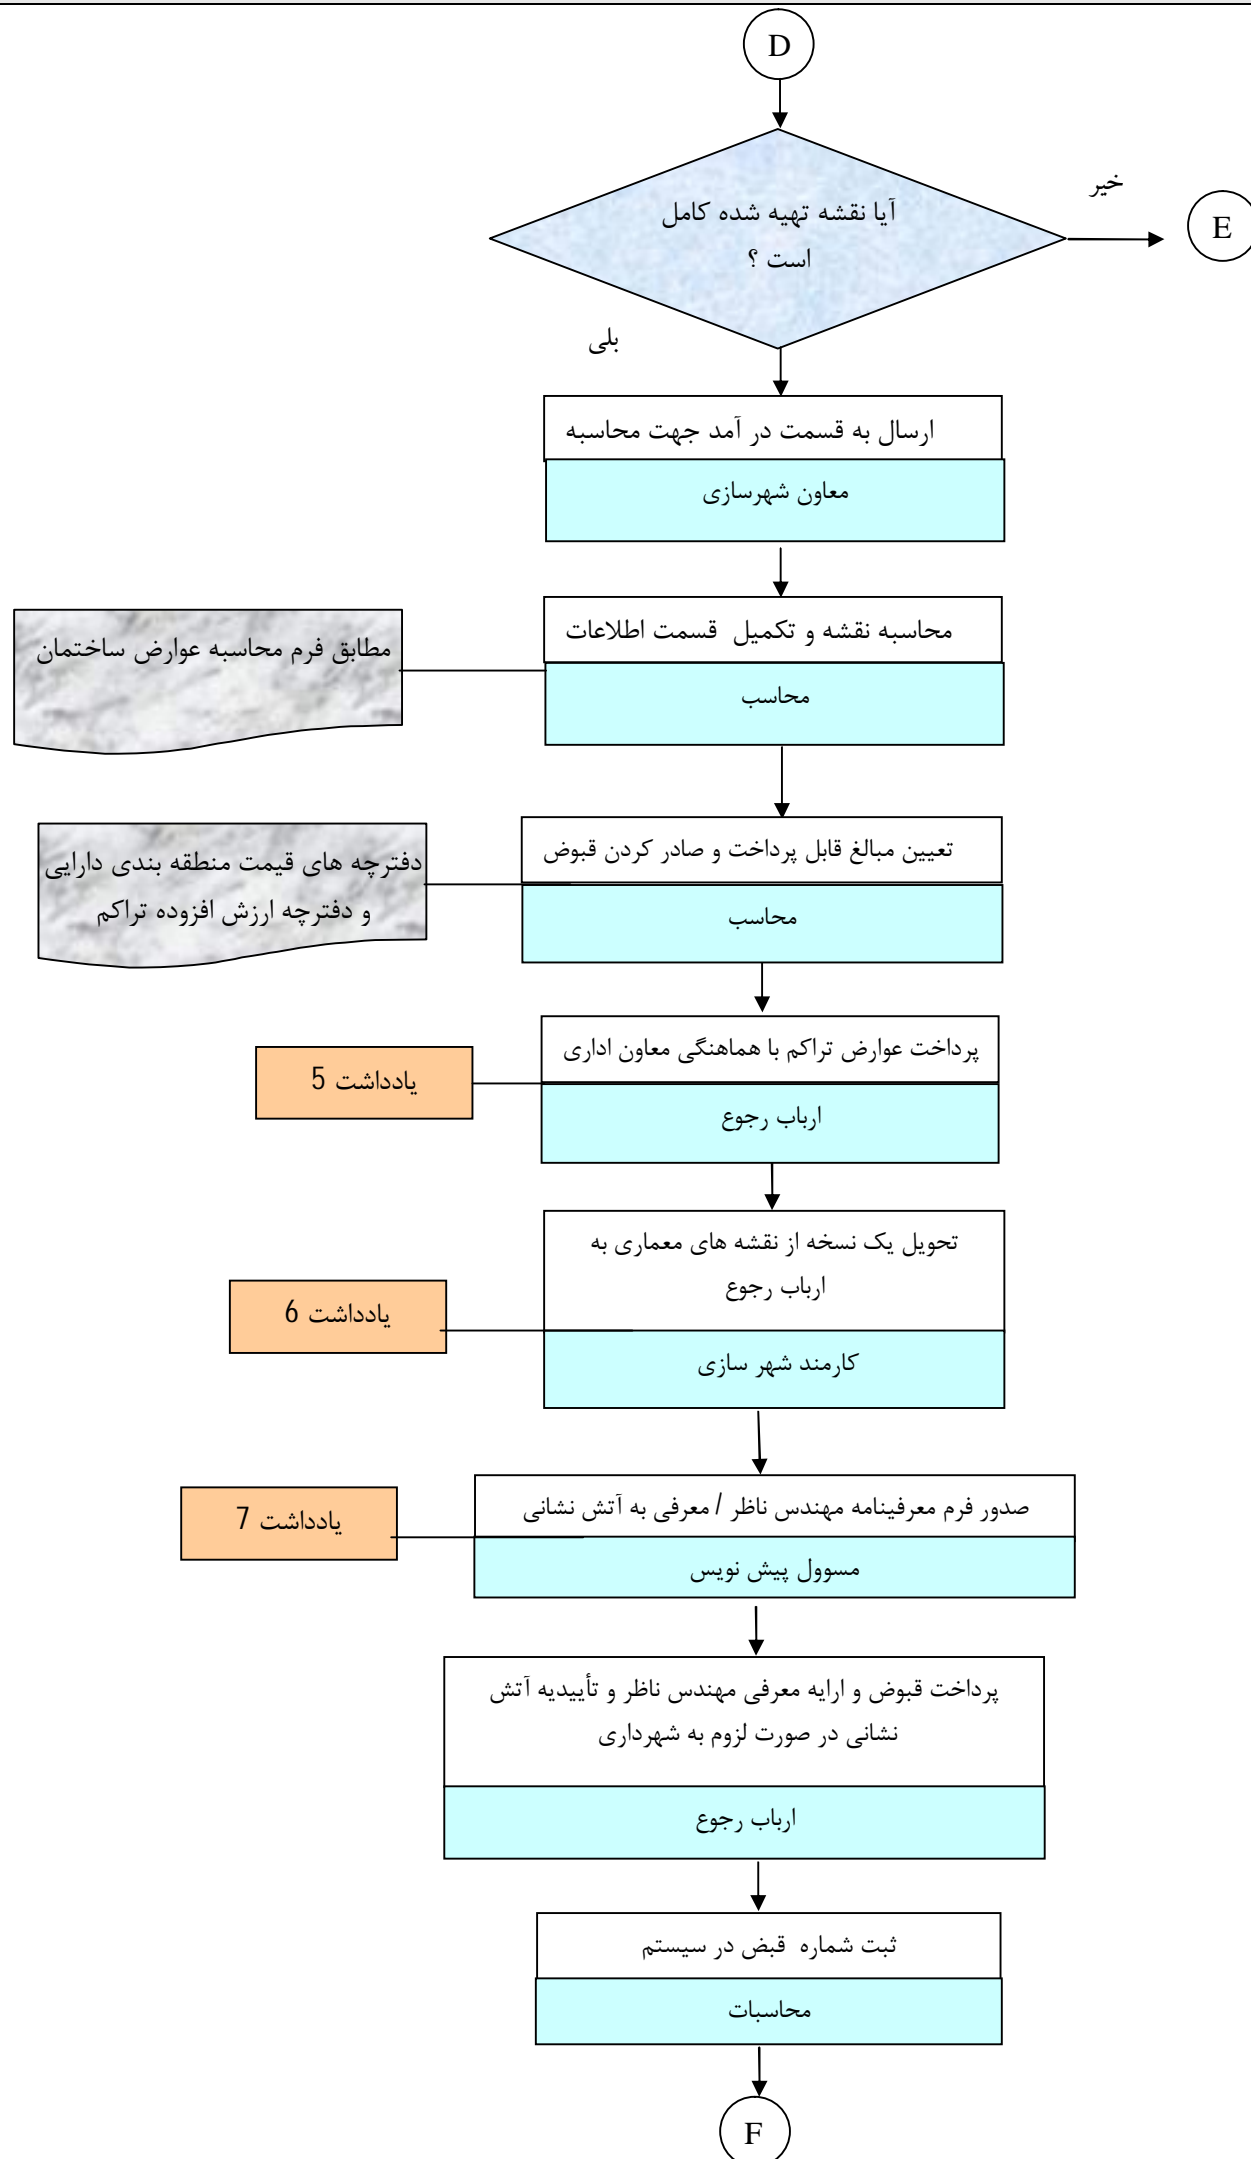 D
آیا نقشه تهیه شده کامل
است ؟
خیر
E
بلی
ارسال به قسمت در آمد جهت محاسبه
معاون شهرسازی
محاسبه نقشه و تکمیل قسمت اطلاعات
مطابق فرم محاسبه عوارض ساختمان
محاسب
تعیین مبالغ قابل پرداخت و صادر کردن قبوض
دفترچه های قیمت منطقه بندی دارایی
و دفترچه ارزش افزوده تراکم
محاسب
پرداخت عوارض تراکم با هماهنگی معاون اداری
یادداشت 5
ارباب رجوع
تحویل یک نسخه از نقشه های معماری به
ارباب رجوع
یادداشت 6
کارمند شهر سازی
صدور فرم معرفینامه مهندس ناظر / معرفی به آتش نشانی
یادداشت 7
مسوول پیش نویس
پرداخت قبوض و ارایه معرفی مهندس ناظر و تأییدیه آتش
نشانی در صورت لزوم به شهرداری
ارباب رجوع
ثبت شماره قبض در سیستم
محاسبات
F